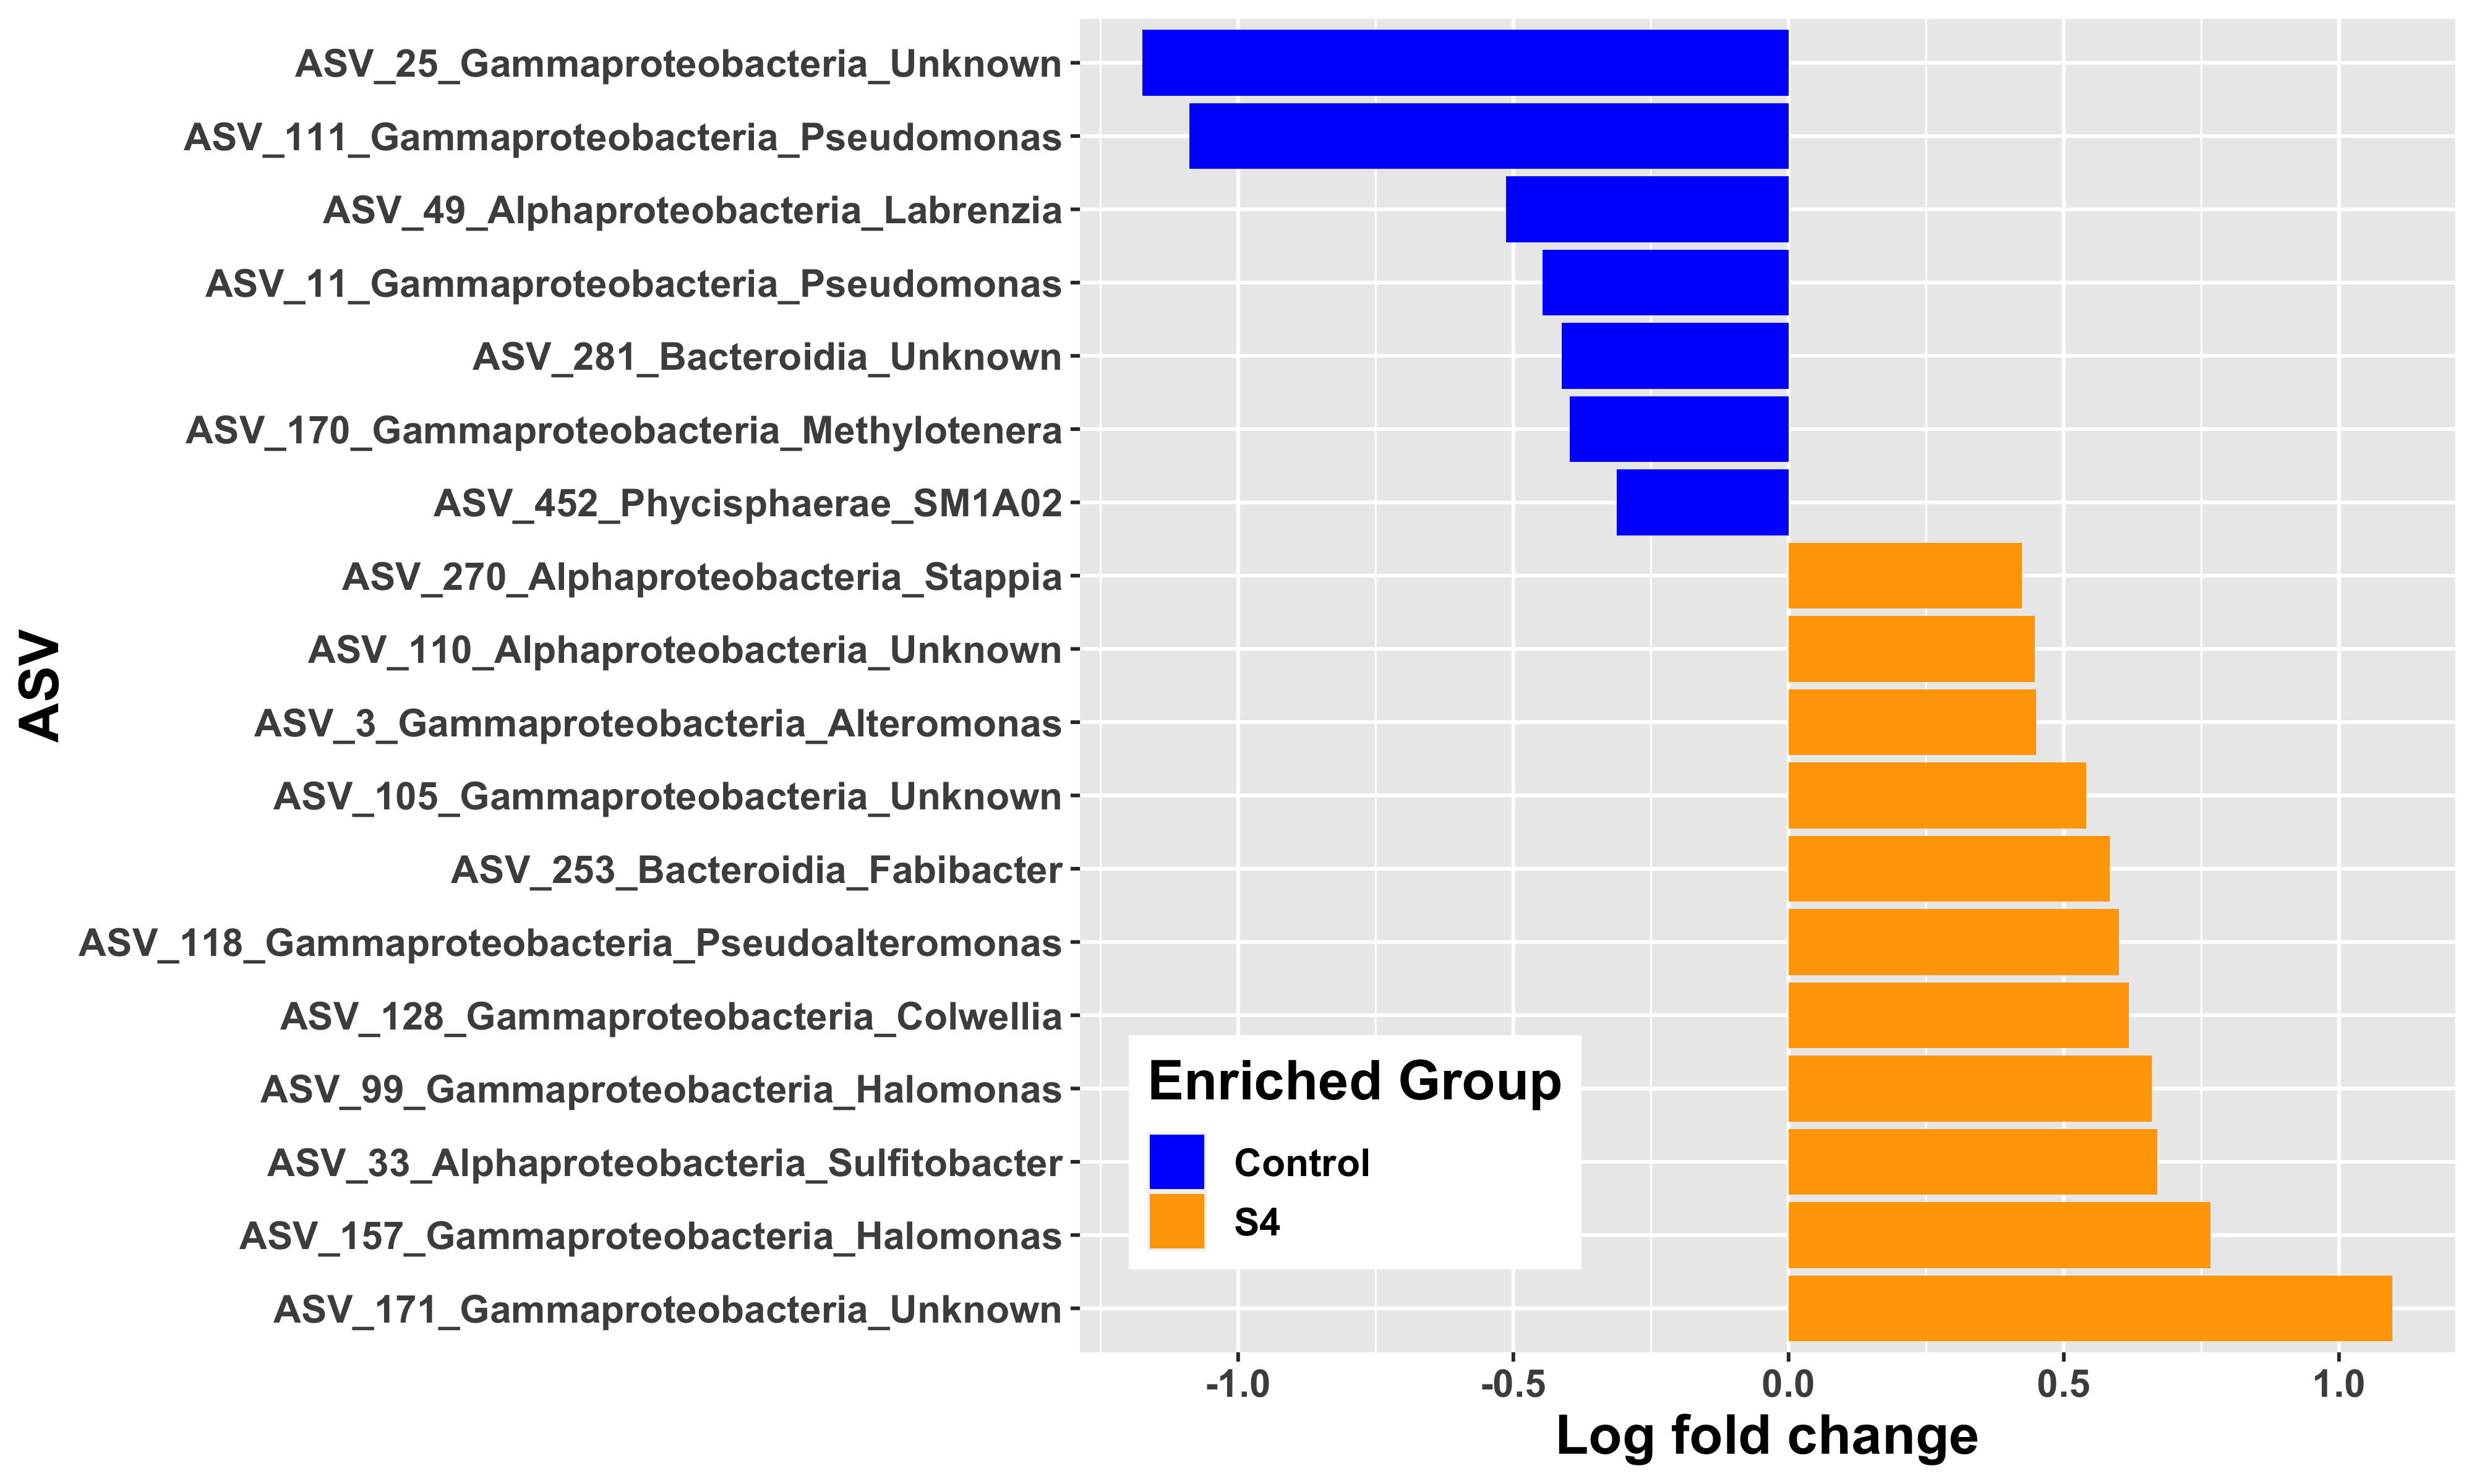 ASV_25_Gammaproteobacteria_Unknown
ASV_111_Gammaproteobacteria_Pseudomonas
ASV_49_Alphaproteobacteria_Labrenzia
ASV_11_Gammaproteobacteria_Pseudomonas
ASV_281_Bacteroidia_Unknown
ASV_170_Gammaproteobacteria_Methylotenera
ASV_452_Phycisphaerae_SM1A02
ASV_270_Alphaproteobacteria_Stappia
ASV_110_Alphaproteobacteria_Unknown
ASV_3_Gammaproteobacteria_Alteromonas
ASV_105_Gammaproteobacteria_Unknown
ASV_253_Bacteroidia_Fabibacter
ASV_118_Gammaproteobacteria_Pseudoalteromonas
ASV_128_Gammaproteobacteria_Colwellia
ASV_99_Gammaproteobacteria_Halomonas
ASV_33_Alphaproteobacteria_Sulfitobacter
ASV_157_Gammaproteobacteria_Halomonas
ASV_171_Gammaproteobacteria_Unknown
ASV
Enriched Group
Control
S4
-1.0 -0.5 0.0 0.5 1.0
Log fold change